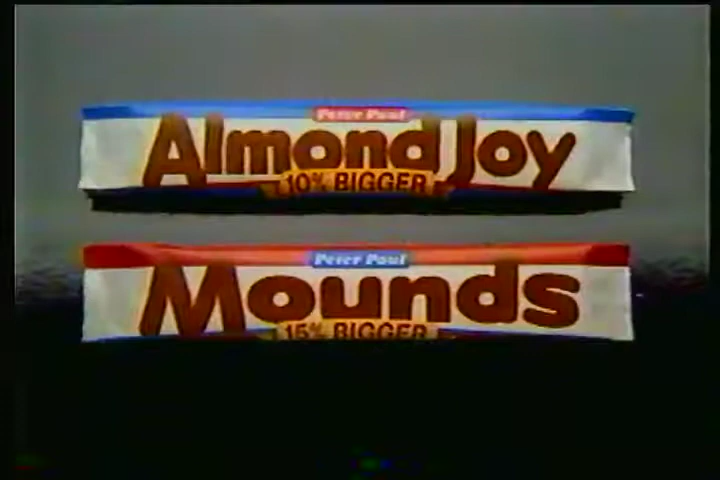 Peter Paul
Almond Joy
10% BIGGER
Peter Paul
Mounds
15% BIGGER